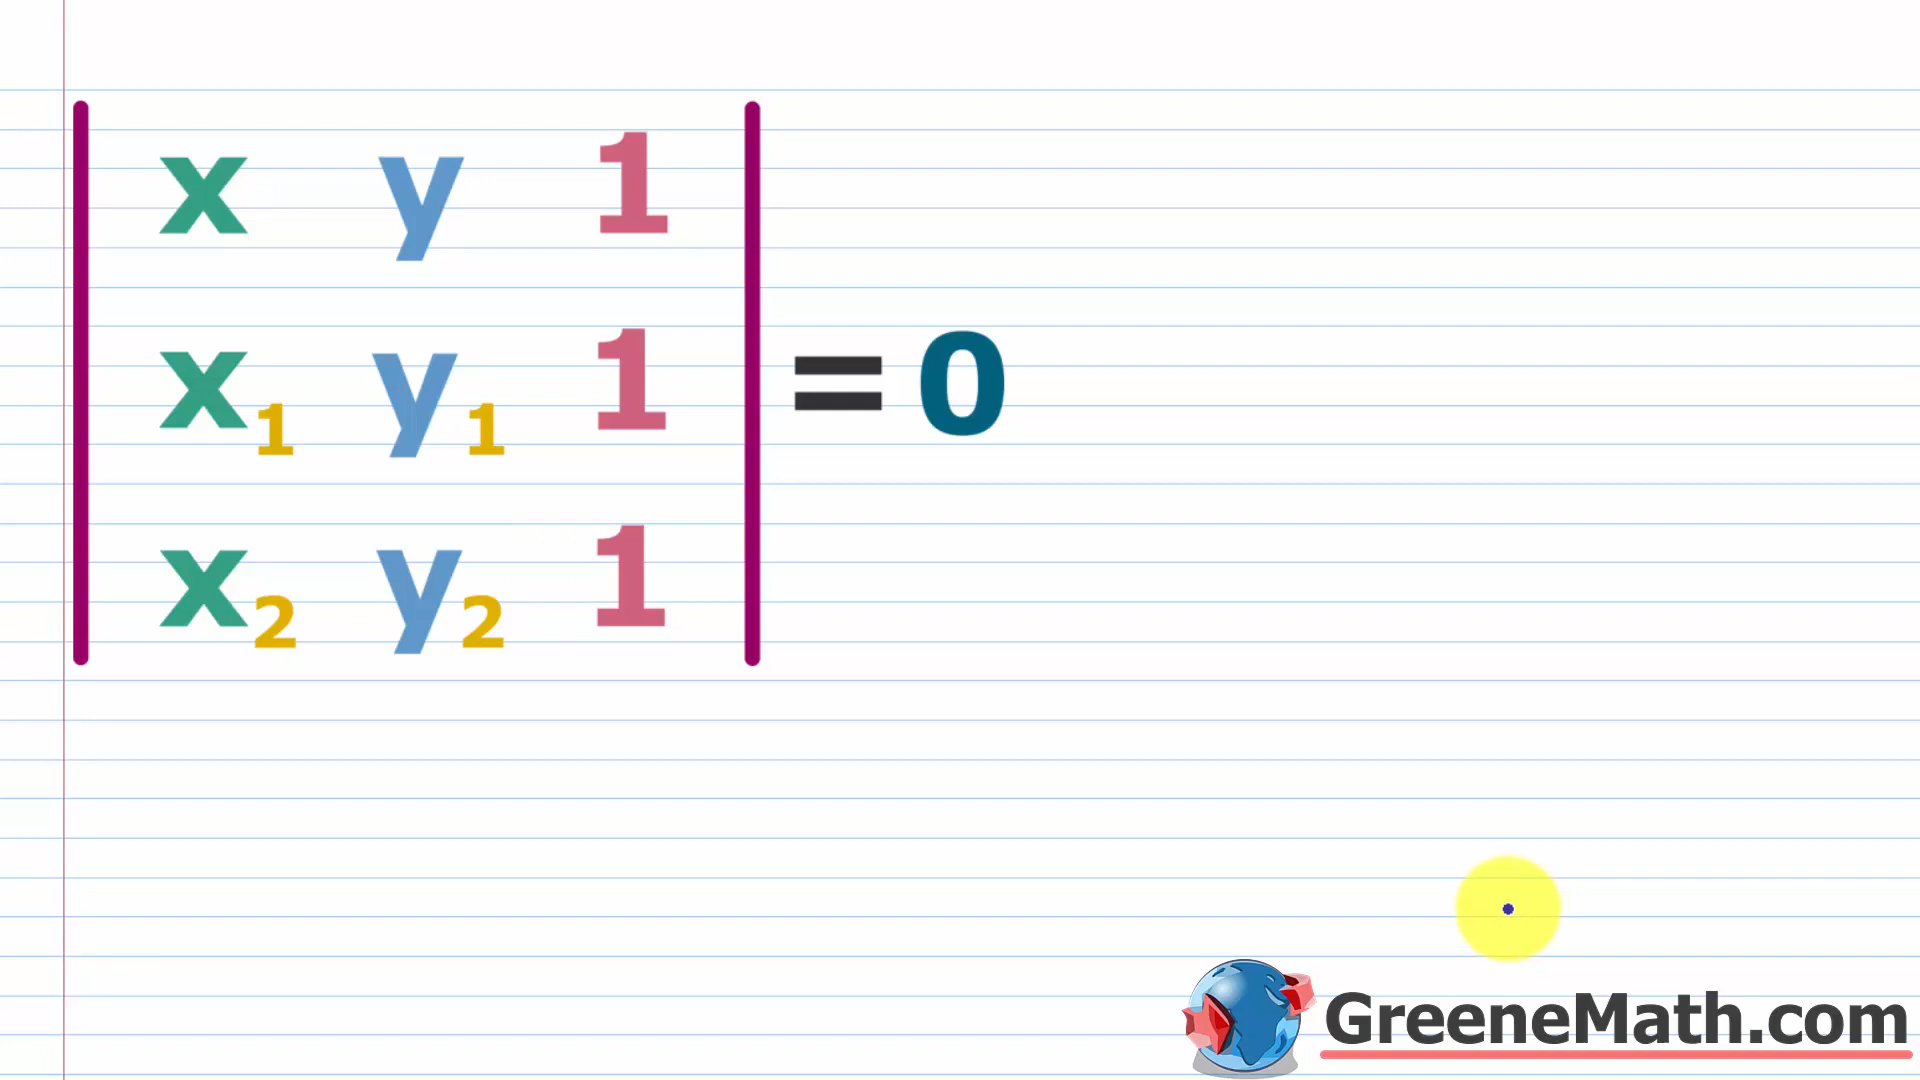 x y 1
x₁ y₁ 1 = 0
x₂ y₂ 1
GreeneMath.com